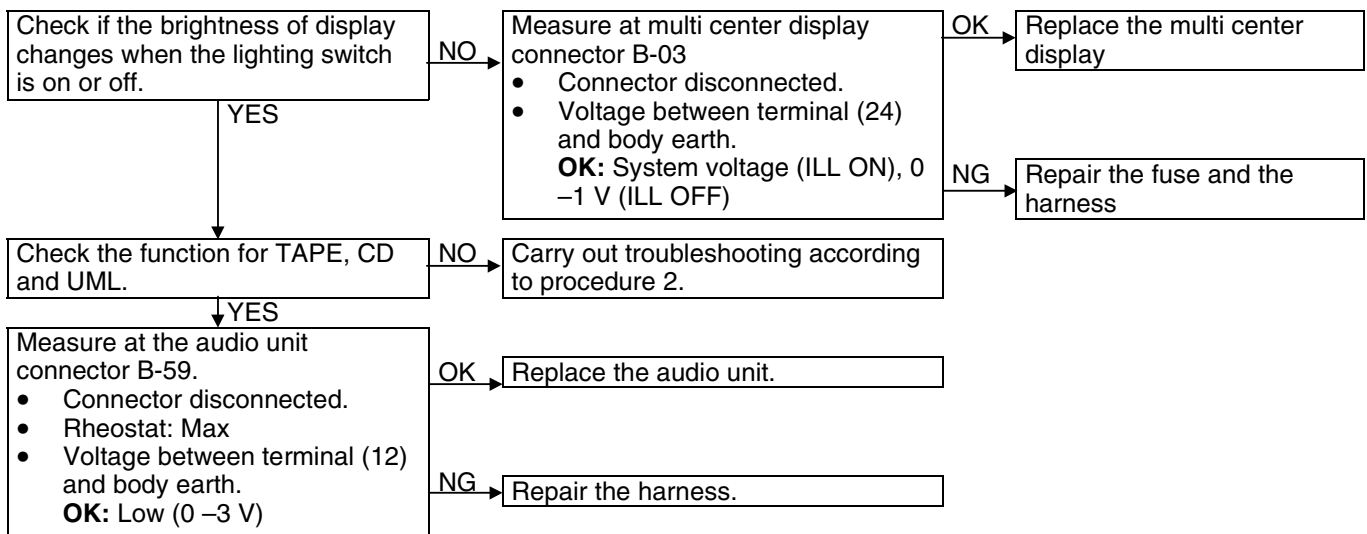 Check if the brightness of display
changes when the lighting switch
is on or off.
NO
Measure at multi center display
connector B-03
• Connector disconnected.
• Voltage between terminal (24)
and body earth.
OK: System voltage (ILL ON), 0
–1 V (ILL OFF)
OK
Replace the multi center
display
NG
Repair the fuse and the
harness
YES
Check the function for TAPE, CD
and UML.
NO
Carry out troubleshooting according
to procedure 2.
YES
Measure at the audio unit
connector B-59.
• Connector disconnected.
• Rheostat: Max
• Voltage between terminal (12)
and body earth.
OK: Low (0 –3 V)
OK
Replace the audio unit.
NG
Repair the harness.